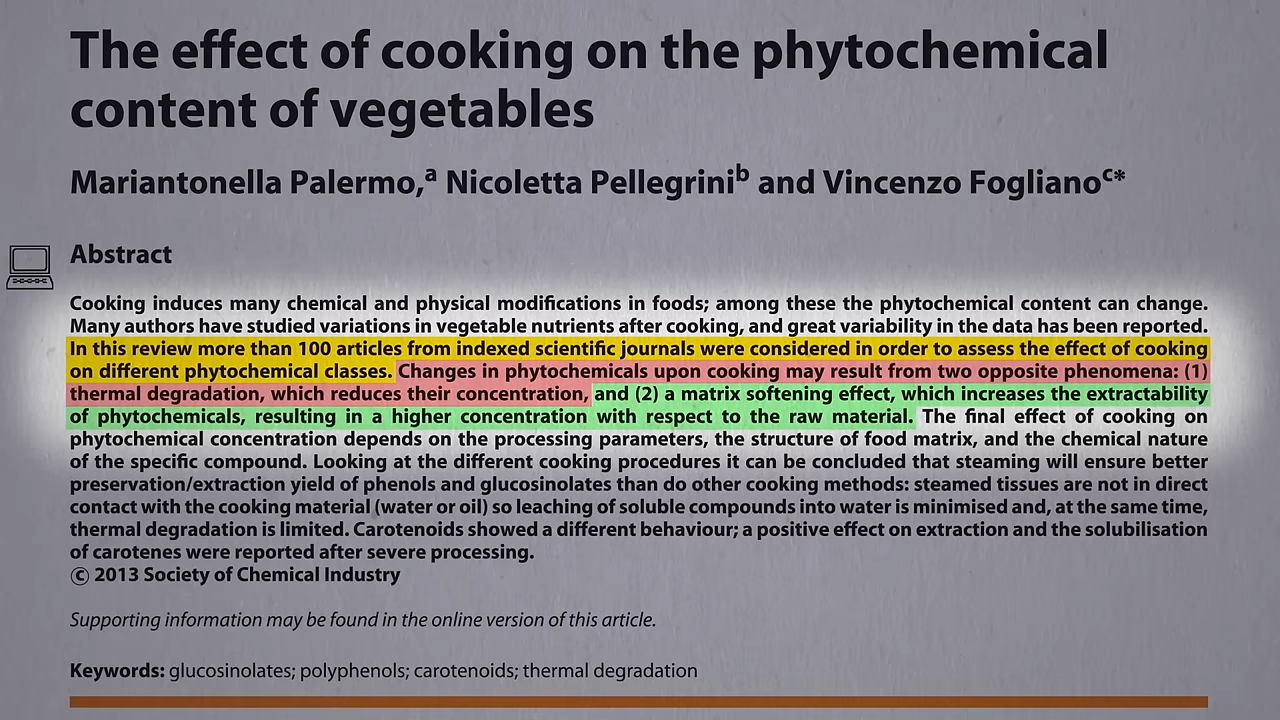 The effect of cooking on the phytochemical
content of vegetables
Mariantonella Palermo,a Nicoletta Pellegrinib and Vincenzo Foglianoc*
Abstract
Cooking induces many chemical and physical modifications in foods; among these the phytochemical content can change.
Many authors have studied variations in vegetable nutrients after cooking, and great variability in the data has been reported.
In this review more than 100 articles from indexed scientific journals were considered in order to assess the effect of cooking
on different phytochemical classes. Changes in phytochemicals upon cooking may result from two opposite phenomena: (1)
thermal degradation, which reduces their concentration, and (2) a matrix softening effect, which increases the extractability
of phytochemicals, resulting in a higher concentration with respect to the raw material. The final effect of cooking on
phytochemical concentration depends on the processing parameters, the structure of food matrix, and the chemical nature
of the specific compound. Looking at the different cooking procedures it can be concluded that steaming will ensure better
preservation/extraction yield of phenols and glucosinolates than do other cooking methods: steamed tissues are not in direct
contact with the cooking material (water or oil) so leaching of soluble compounds into water is minimised and, at the same time,
thermal degradation is limited. Carotenoids showed a different behaviour; a positive effect on extraction and the solubilisation
of carotenes were reported after severe processing.
© 2013 Society of Chemical Industry
Supporting information may be found in the online version of this article.
Keywords: glucosinolates; polyphenols; carotenoids; thermal degradation